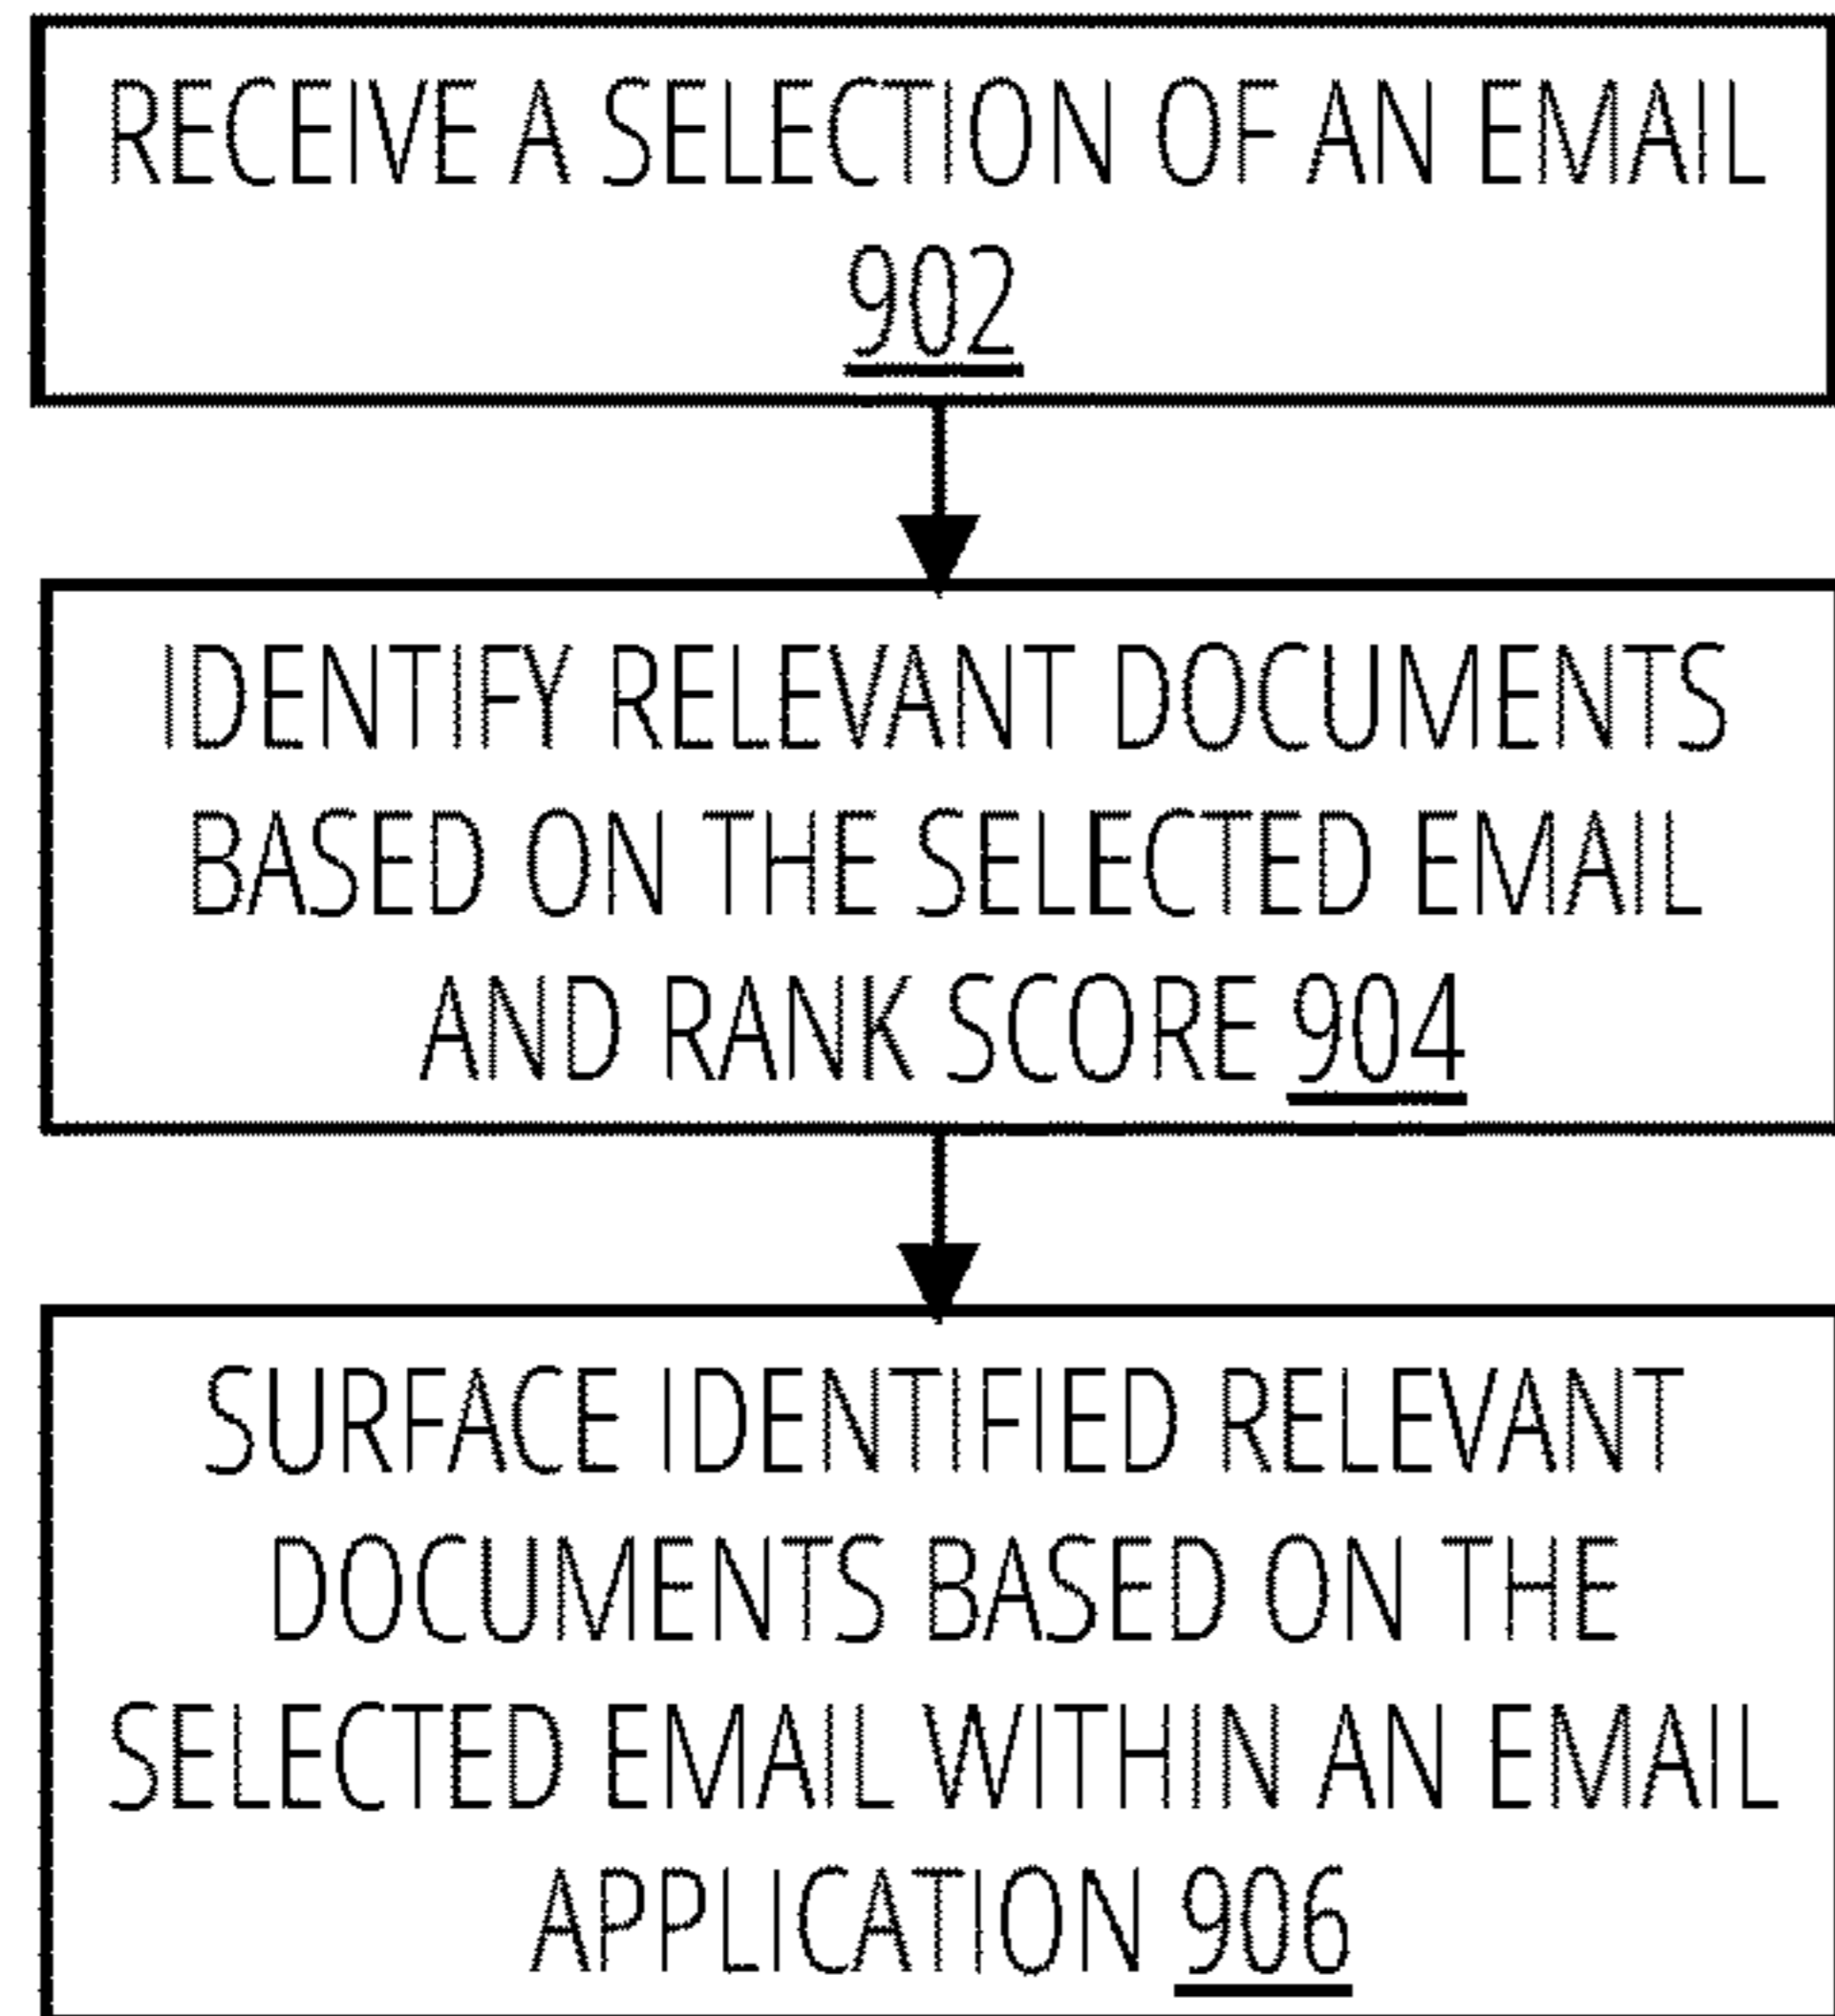 RECEIVE A SELECTION OF AN EMAIL
902
IDENTIFY RELEVANT DOCUMENTS
BASED ON THE SELECTED EMAIL
AND RANK SCORE 904
SURFACE IDENTIFIED RELEVANT
DOCUMENTS BASED ON THE
SELECTED EMAIL WITHIN AN EMAIL
APPLICATION 906